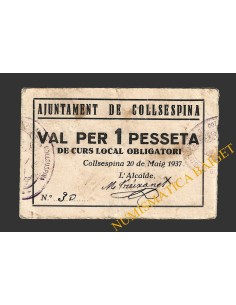 AJUNTAMENT DE COLLSESPINA
VAL PER 1 PESSETA
DE CURS LOCAL OBLIGATORI
Collsespina 20 de Maig 1937
L'Alcalde,
Nº 30
NUMISMATICA BALLET